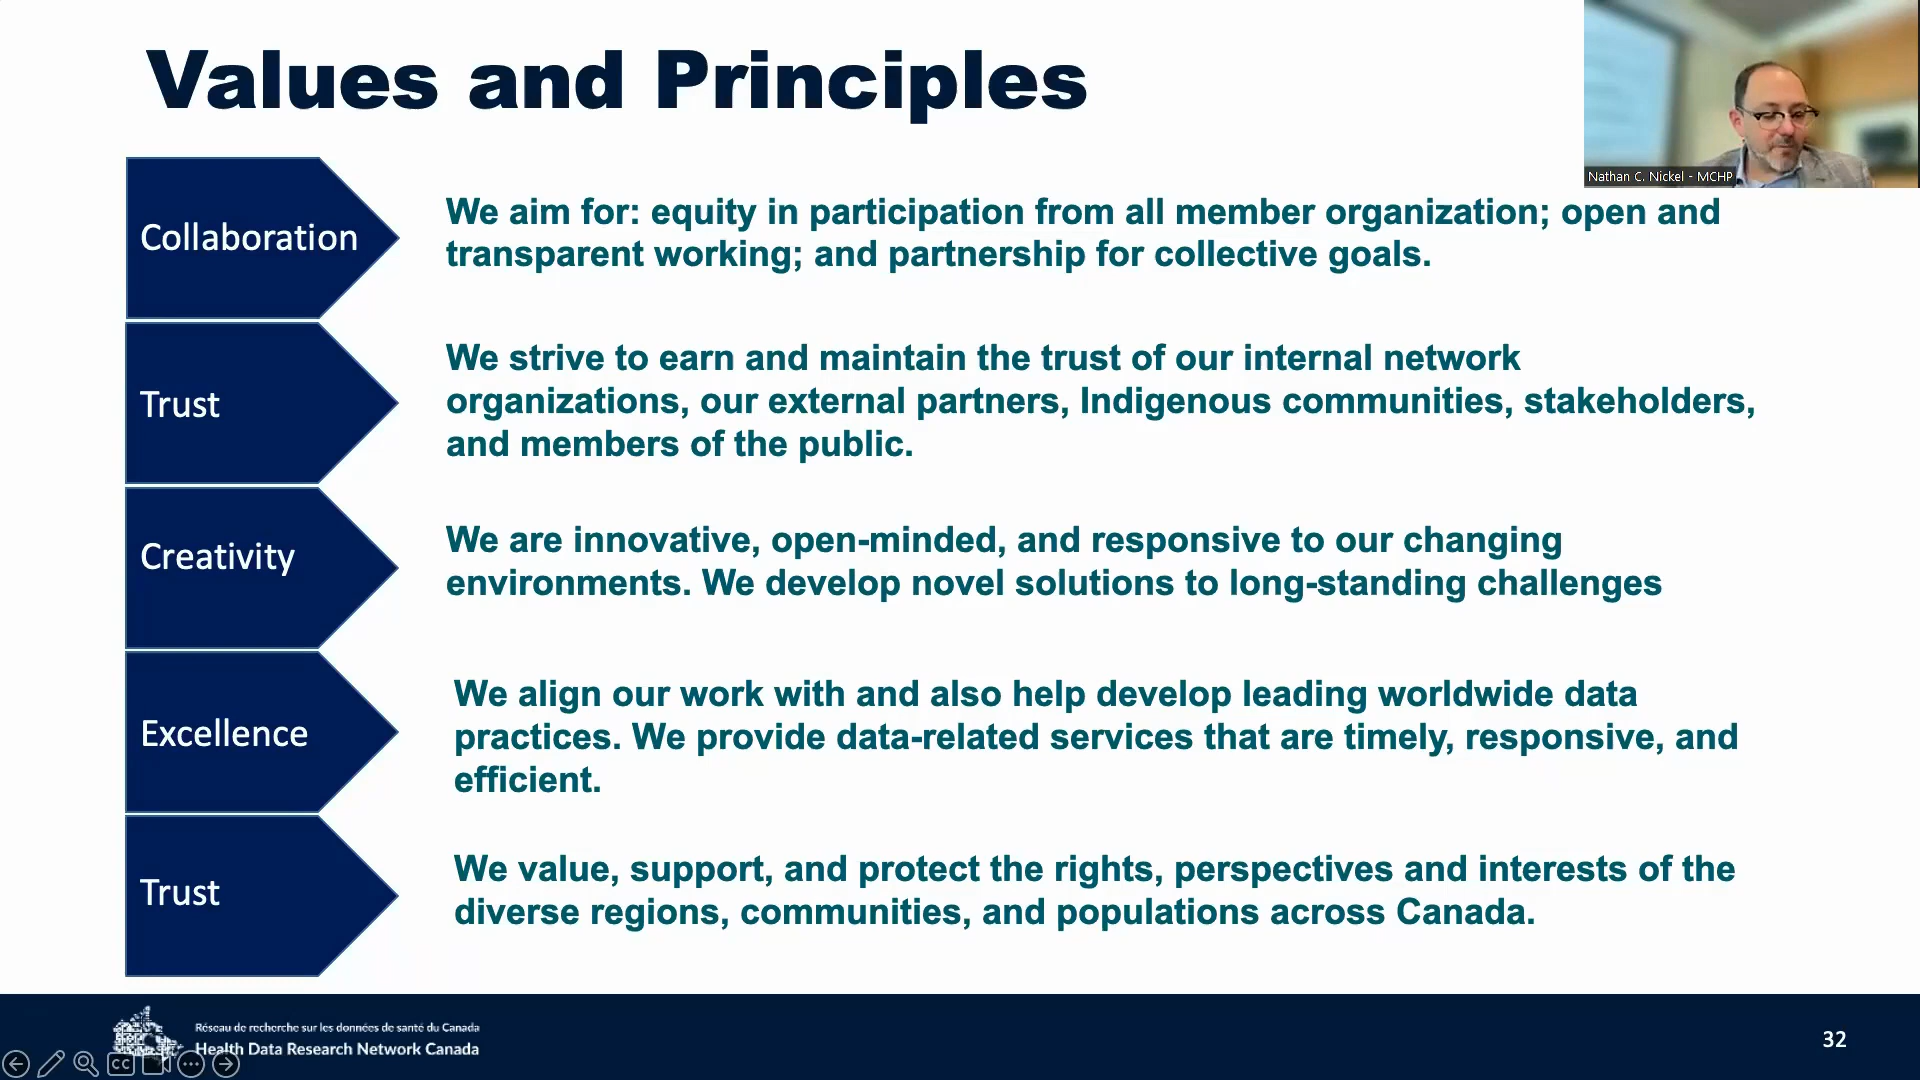 Values and Principles
Nathan C. Nickel - MCHP
Collaboration
We aim for: equity in participation from all member organization; open and
transparent working; and partnership for collective goals.
Trust
We strive to earn and maintain the trust of our internal network
organizations, our external partners, Indigenous communities, stakeholders,
and members of the public.
Creativity
We are innovative, open-minded, and responsive to our changing
environments. We develop novel solutions to long-standing challenges
Excellence
We align our work with and also help develop leading worldwide data
practices. We provide data-related services that are timely, responsive, and
efficient.
Trust
We value, support, and protect the rights, perspectives and interests of the
diverse regions, communities, and populations across Canada.
Réseau de recherche sur les données de santé du Canada
Health Data Research Network Canada
CC
32